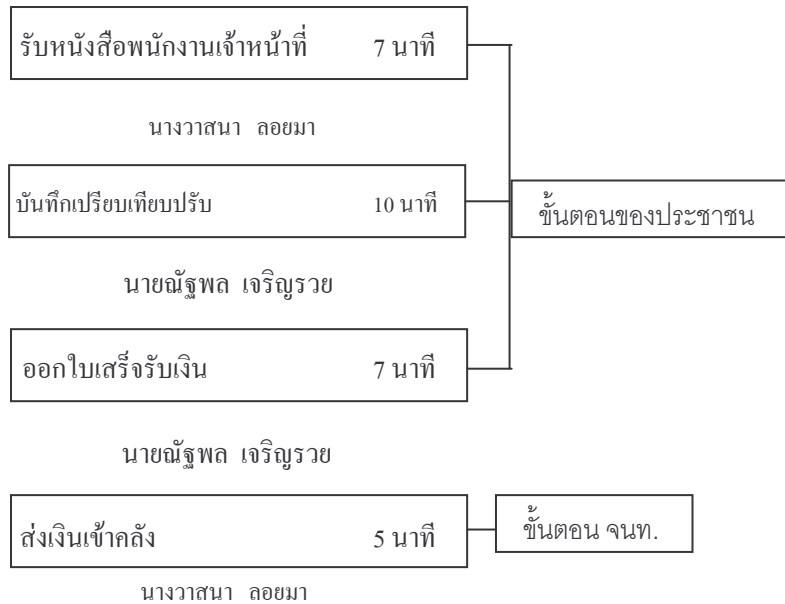 รับหนังสือพนักงานเจ้าหน้าที่ 7 นาที
นางวาสนา ลอยมา
บันทึกเปรียบเทียบปรับ 10 นาที
ขั้นตอนของประชาชน
นายณัฐพล เจริญรวย
ออกใบเสร็จรับเงิน 7 นาที
นายณัฐพล เจริญรวย
ส่งเงินเข้าคลัง 5 นาที
ขั้นตอน จนท.
นางวาสนา ลอยมา